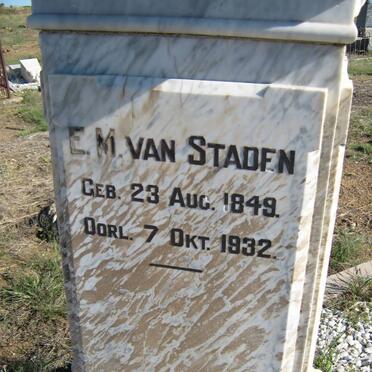 E. M. VAN STADEN
GEB. 23 AUG. 1849.
OORL. 7 OKT. 1932.